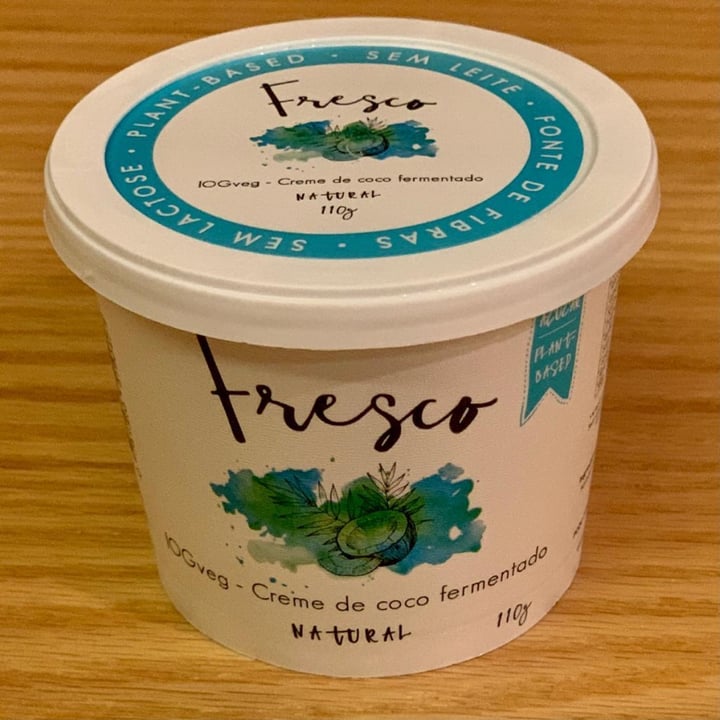 PLANT-BASED • SEM LEITE • FONTE DE FIBRAS • SEM LACTOSE •
Fresco
IOGveg - Creme de coco fermentado
NATURAL
110g
AÇÚCAR
PLANT-
BASED
Fresco
IOGveg - Creme de coco fermentado
NATURAL
110g